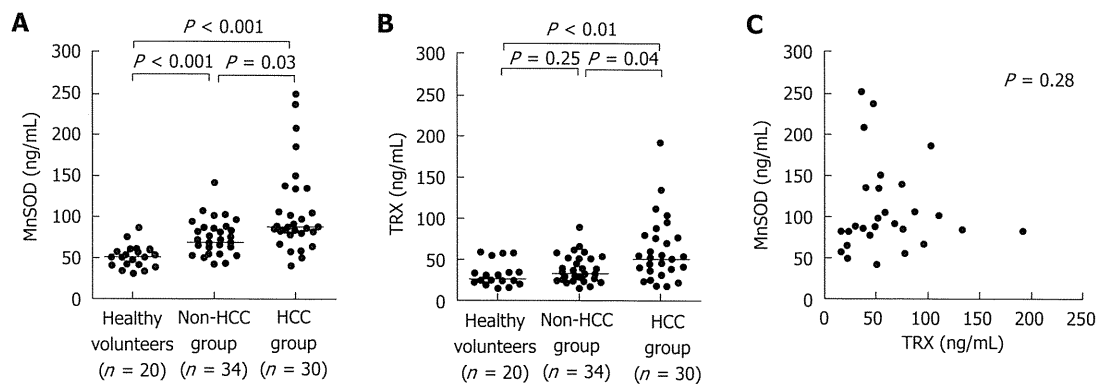 A
P < 0.001
P < 0.001
P = 0.03
300
250
200
150
100
50
0
MnSOD (ng/mL)
Healthy
volunteers
(n = 20)
Non-HCC
group
(n = 34)
HCC
group
(n = 30)
B
P < 0.01
P = 0.25
P = 0.04
300
250
200
150
100
50
0
TRX (ng/mL)
Healthy
volunteers
(n = 20)
Non-HCC
group
(n = 34)
HCC
group
(n = 30)
C
P = 0.28
300
250
200
150
100
50
0
MnSOD (ng/mL)
0 50 100 150 200 250
TRX (ng/mL)